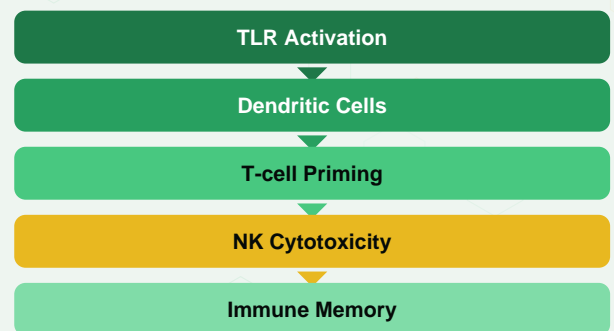 TLR Activation
Dendritic Cells
T-cell Priming
NK Cytotoxicity
Immune Memory